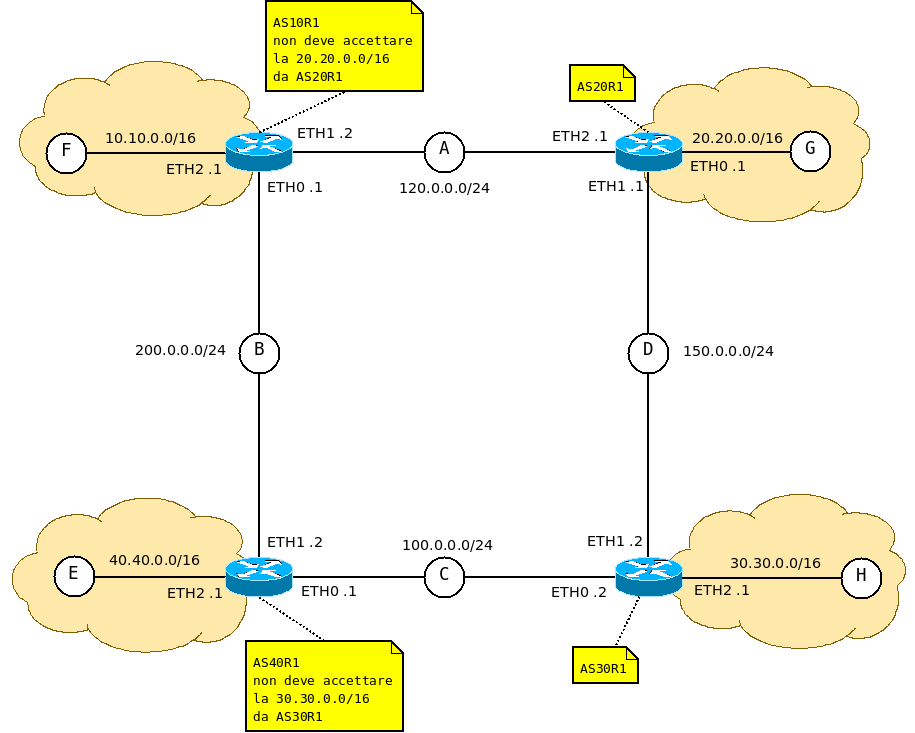 AS10R1
non deve accettare
la 20.20.0.0/16
da AS20R1
AS20R1
F
10.10.0.0/16
ETH2 .1
ETH1 .2
ETH0 .1
A
120.0.0.0/24
ETH2 .1
ETH1 .1
20.20.0.0/16
ETH0 .1
G
200.0.0.0/24
B
D
150.0.0.0/24
E
40.40.0.0/16
ETH2 .1
ETH1 .2
ETH0 .1
100.0.0.0/24
C
ETH1 .2
ETH0 .2
30.30.0.0/16
ETH2 .1
H
AS40R1
non deve accettare
la 30.30.0.0/16
da AS30R1
AS30R1